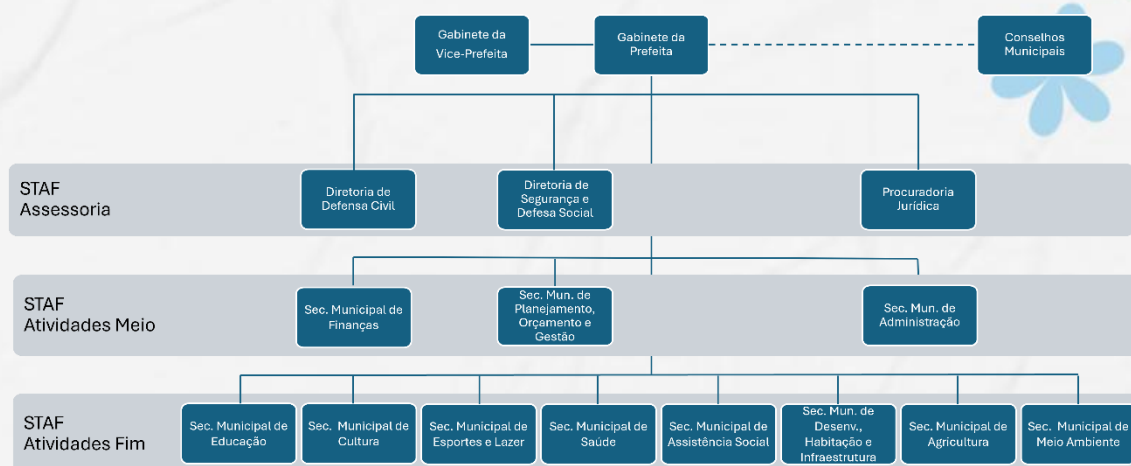 Gabinete da
Vice-Prefeita
Gabinete da
Prefeita
Conselhos
Municipais
STAF
Assessoria
Diretoria de
Defensa Civil
Diretoria de
Segurança e
Defesa Social
Procuradoria
Jurídica
STAF
Atividades Meio
Sec. Municipal de
Finanças
Sec. Mun. de
Planejamento,
Orçamento e
Gestão
Sec. Mun. de
Administração
STAF
Atividades Fim
Sec. Municipal de
Educação
Sec. Municipal de
Cultura
Sec. Municipal de
Esportes e Lazer
Sec. Municipal de
Saúde
Sec. Municipal de
Assistência Social
Sec. Mun. de
Desenv.,
Habitação e
Infraestrutura
Sec. Municipal de
Agricultura
Sec. Municipal de
Meio Ambiente